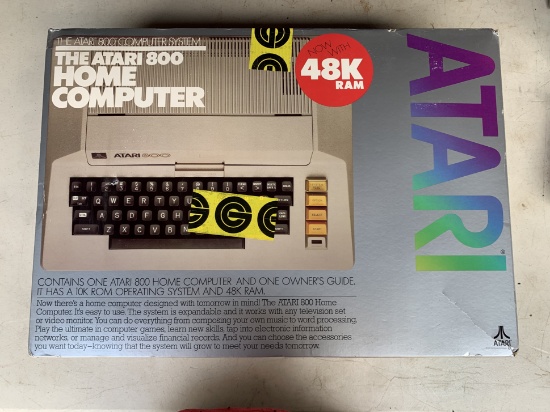 THE ATARI 800 COMPUTER SYSTEM
THE ATARI 800
HOME
COMPUTER
NOW WITH
48K
RAM
ATARI
ATARI 800
Q W E R T Y U
A S D F G H J K
Z X C V B N
G G G
CONTAINS ONE ATARI 800 HOME COMPUTER AND ONE OWNER'S GUIDE.
IT HAS A 10K ROM OPERATING SYSTEM AND 48K RAM.
Now there's a home computer designed with tomorrow in mind! The ATARI 800 Home
Computer. It's easy to use. The system is expandable and it works with any television set
or video monitor. You can do everything from composing your own music to word processing.
Play the ultimate in computer games, learn new skills, tap into electronic information
networks, or manage and visualize financial records. And you can choose the accessories
you want today—knowing that the system will grow to meet your needs tomorrow.
ATARI